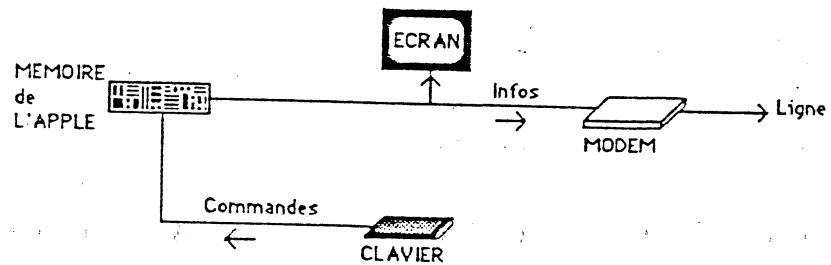 ECRAN
MEMOIRE
de
L'APPLE
Infos
Ligne
MODEM
Commandes
CLAVIER